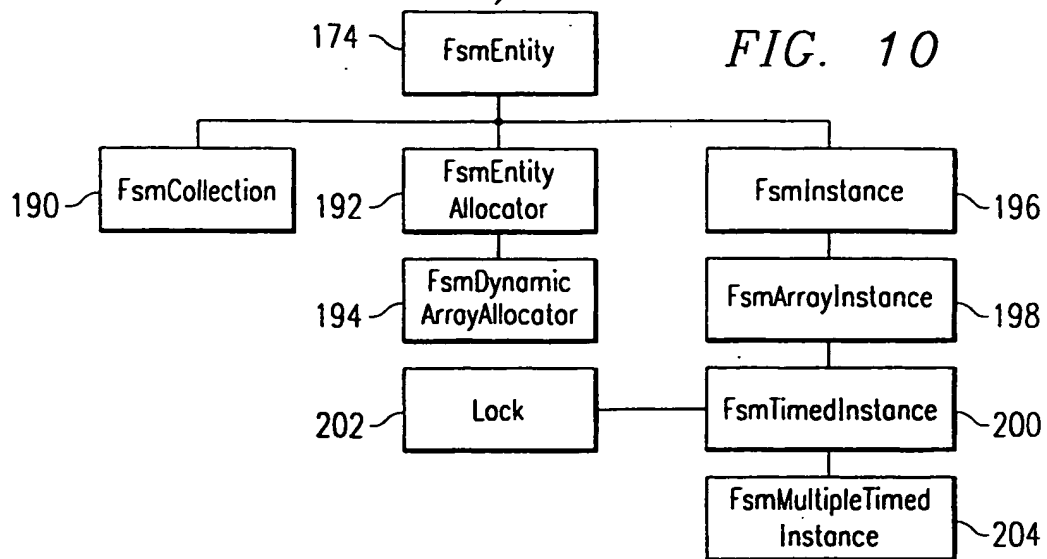 174
FsmEntity
FIG. 10
190
FsmCollection
192
FsmEntity
Allocator
FsmInstance
196
194
FsmDynamic
ArrayAllocator
FsmArrayInstance
198
202
Lock
FsmTimedInstance
200
FsmMultipleTimed
Instance
204